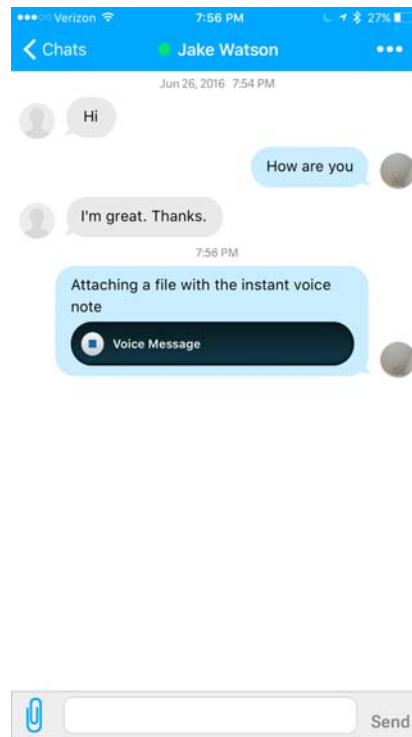 Verizon 7:56 PM 27%
Chats Jake Watson
Jun 26, 2016 7:54 PM
Hi
How are you
I'm great. Thanks.
7:56 PM
Attaching a file with the instant voice
note
Voice Message
Send